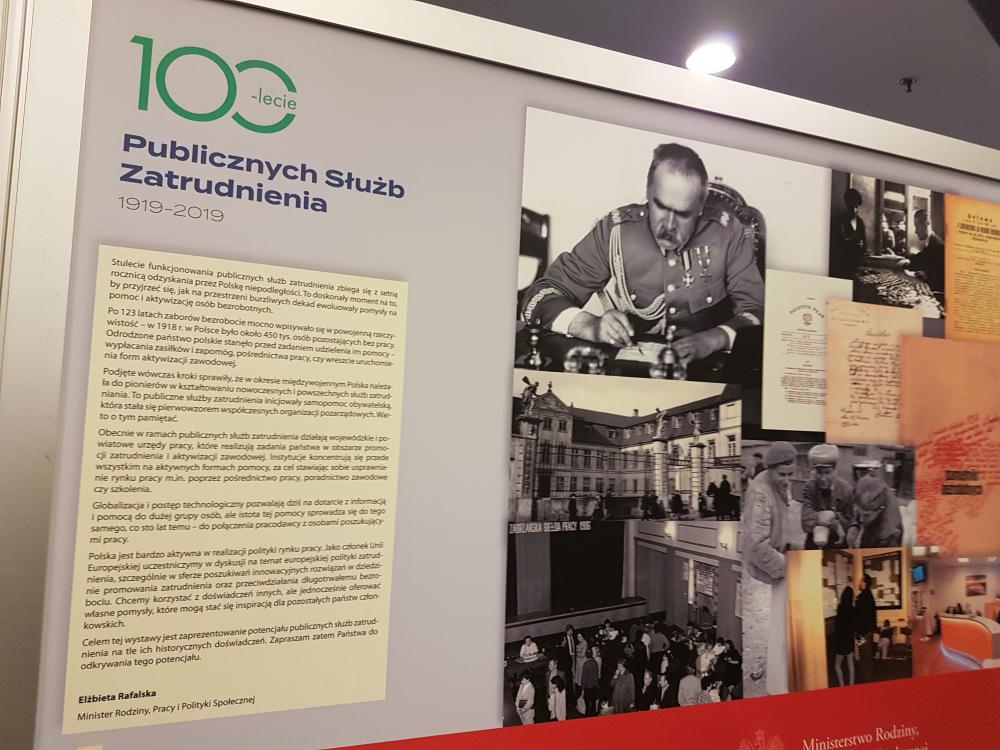 100-lecie
Publicznych Służb
Zatrudnienia
1919-2019
Stulecie funkcjonowania publicznych służb zatrudnienia zbiega się z setną
rocznicą odzyskania przez Polskę niepodległości. To doskonały moment na to,
by przyjrzeć się, jak na przestrzeni burzliwych dekad ewoluowały pomysły na
pomoc i aktywizację osób bezrobotnych.
Po 123 latach zaborów bezrobocie mocno wpisywało się w powojenną rzeczy-
wistość – w 1918 r. w Polsce było około 450 tys. osób pozostających bez pracy.
Odrodzone państwo polskie stanęło przed zadaniem udzielenia im pomocy –
wypłacania zasiłków i zapomóg, pośrednictwa pracy, czy wreszcie uruchomie-
nia form aktywizacji zawodowej.
Podjęte wówczas kroki sprawiły, że w okresie międzywojennym Polska należa-
ła do pionierów w kształtowaniu nowoczesnych i powszechnych służb zatrud-
nienia. To publiczne służby zatrudnienia inicjowały samopomoc obywatelską,
która stała się pierwowzorem współczesnych organizacji pozarządowych. War-
to o tym pamiętać.
Obecnie w ramach publicznych służb zatrudnienia działają wojewódzkie i po-
wiatowe urzędy pracy, które realizują zadania państwa w obszarze promo-
cji zatrudnienia i aktywizacji zawodowej. Instytucje koncentrują się przede
wszystkim na aktywnych formach pomocy, za cel stawiając sobie usprawnia-
nie rynku pracy m.in. poprzez pośrednictwo pracy, poradnictwo zawodowe
czy szkolenia.
Globalizacja i postęp technologiczny pozwalają dziś na dotarcie z informacją
i pomocą do dużej grupy osób, ale istota tej pomocy sprowadza się do tego
samego, co sto lat temu – do połączenia pracodawcy z osobami poszukujący-
mi pracy.
Polska jest bardzo aktywna w realizacji polityki rynku pracy. Jako członek Unii
Europejskiej uczestniczymy w dyskusji na temat europejskiej polityki zatrud-
nienia, szczególnie w sferze poszukiwań innowacyjnych rozwiązań w dziedzi-
nie promowania zatrudnienia oraz przeciwdziałania długotrwałemu bezro-
bociu. Chcemy korzystać z doświadczeń innych, ale jednocześnie oferować
własne pomysły, które mogą stać się inspiracją dla pozostałych państw człon-
kowskich.
Celem tej wystawy jest zaprezentowanie potencjału publicznych służb zatrud-
nienia na tle ich historycznych doświadczeń. Zapraszam zatem Państwa do
odkrywania tego potencjału.
Elżbieta Rafalska
Minister Rodziny, Pracy i Polityki Społecznej
ZABRZAŃSKA GIEŁDA PRACY 1996
pamiętniki
bezrobotnych
Ministerstwo Rodziny,